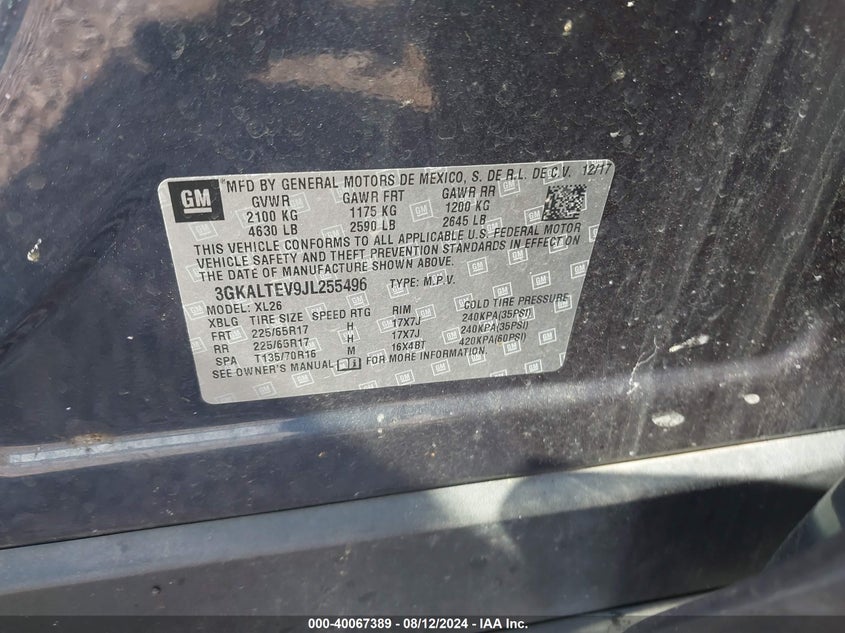 GM
MFD BY GENERAL MOTORS DE MEXICO, S. DE R.L. DE C.V. 12/17
GVWR GAWR FRT GAWR RR
2100 KG 1175 KG 1200 KG
4630 LB 2590 LB 2645 LB
THIS VEHICLE CONFORMS TO ALL APPLICABLE U.S. FEDERAL MOTOR
VEHICLE SAFETY AND THEFT PREVENTION STANDARDS IN EFFECT ON
THE DATE OF MANUFACTURE SHOWN ABOVE.
3GKALTEV9JL255496 TYPE: M.P.V.
MODEL: XL26
XBLG TIRE SIZE SPEED RTG RIM COLD TIRE PRESSURE
FRT 225/65R17 H 17X7J 240KPA(35PSI)
RR 225/65R17 H 17X7J 240KPA(35PSI)
SPA T135/70R16 M 16X4BT 420KPA(60PSI)
SEE OWNER'S MANUAL FOR MORE INFORMATION.
000-40067389 - 08/12/2024 - IAA Inc.